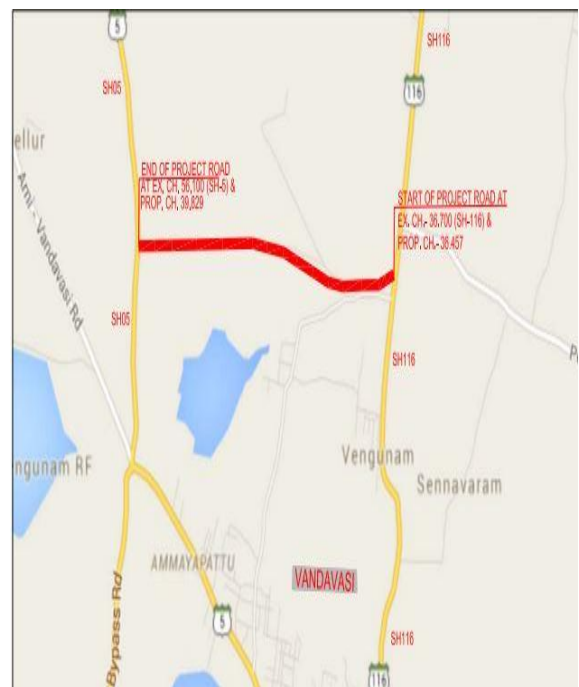 5
SH116
SH05
116
ellur
END OF PROJECT ROAD
AT EX. CH. 56,100 (SH-5) &
PROP. CH. 39,829
START OF PROJECT ROAD AT
EX. CH.- 36.700 (SH-116) &
PROP. CH.- 36.457
Arni - Vandavasi Rd
SH05
SH116
Vengunam
ngunam RF
Sennavaram
AMMAYAPATTU
VANDAVASI
Bypass Rd
5
SH116
116